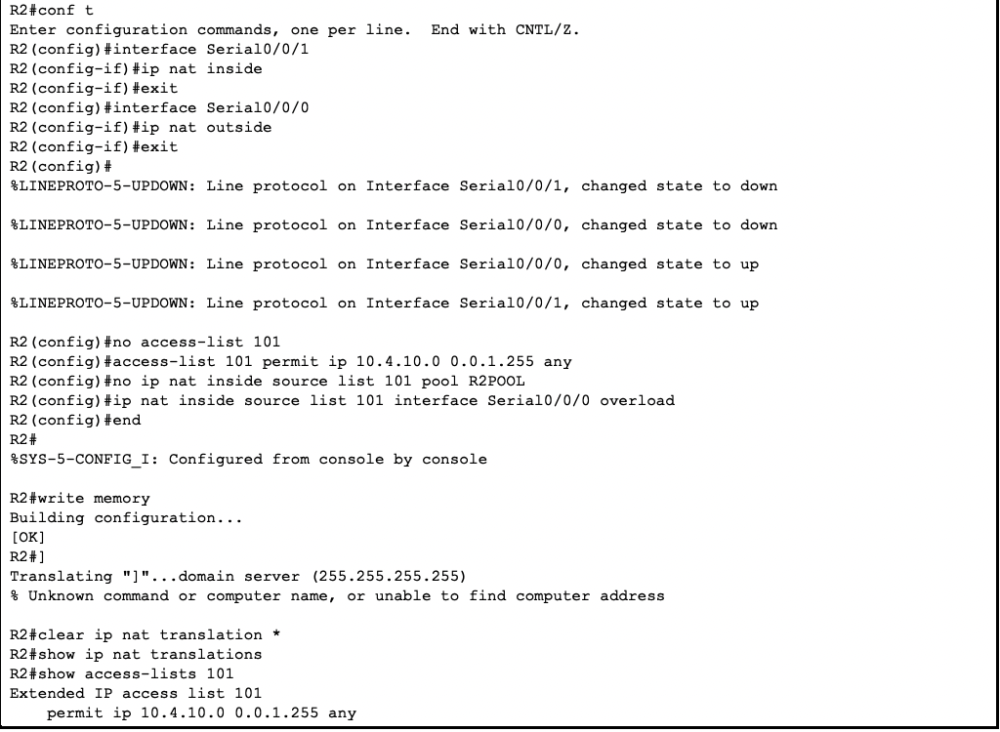 R2#conf t
Enter configuration commands, one per line.  End with CNTL/Z.
R2(config)#interface Serial0/0/1
R2(config-if)#ip nat inside
R2(config-if)#exit
R2(config)#interface Serial0/0/0
R2(config-if)#ip nat outside
R2(config-if)#exit
R2(config)#
%LINEPROTO-5-UPDOWN: Line protocol on Interface Serial0/0/1, changed state to down
%LINEPROTO-5-UPDOWN: Line protocol on Interface Serial0/0/0, changed state to down
%LINEPROTO-5-UPDOWN: Line protocol on Interface Serial0/0/0, changed state to up
%LINEPROTO-5-UPDOWN: Line protocol on Interface Serial0/0/1, changed state to up
R2(config)#no access-list 101
R2(config)#access-list 101 permit ip 10.4.10.0 0.0.1.255 any
R2(config)#no ip nat inside source list 101 pool R2POOL
R2(config)#ip nat inside source list 101 interface Serial0/0/0 overload
R2(config)#end
R2#
%SYS-5-CONFIG_I: Configured from console by console
R2#write memory
Building configuration...
[OK]
R2#]
Translating "]"...domain server (255.255.255.255)
% Unknown command or computer name, or unable to find computer address
R2#clear ip nat translation *
R2#show ip nat translations
R2#show access-lists 101
Extended IP access list 101
    permit ip 10.4.10.0 0.0.1.255 any